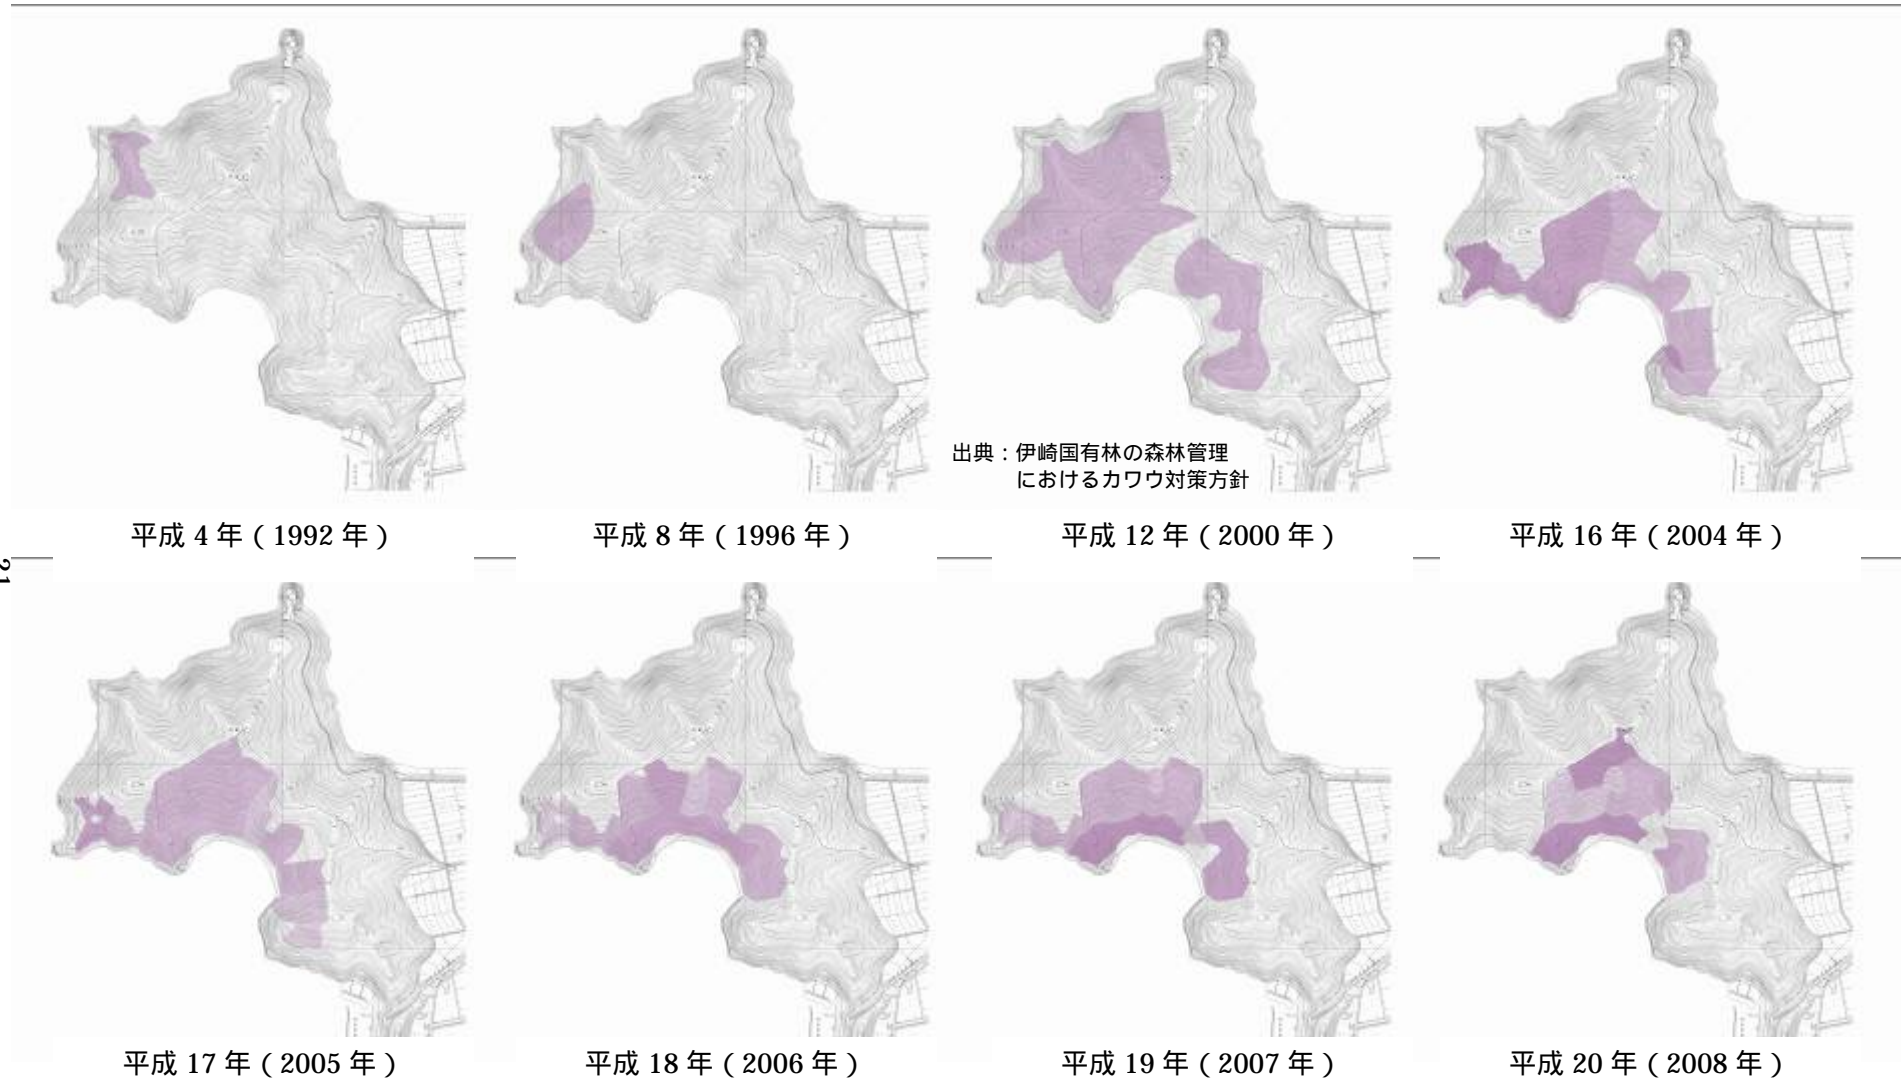 出典：伊崎国有林の森林管理
におけるカワウ対策方針
平成 4 年（1992 年）
平成 8 年（1996 年）
平成 12 年（2000 年）
平成 16 年（2004 年）
21
平成 17 年（2005 年）
平成 18 年（2006 年）
平成 19 年（2007 年）
平成 20 年（2008 年）